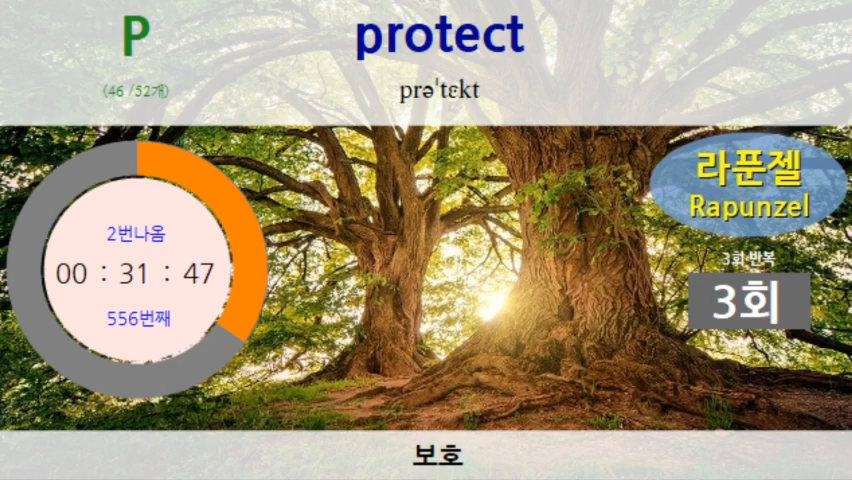 P
protect
(46 /52개)
prəˈtɛkt
라푼젤
Rapunzel
2번나옴
00 : 31 : 47
556번째
3회 반복
3회
보호